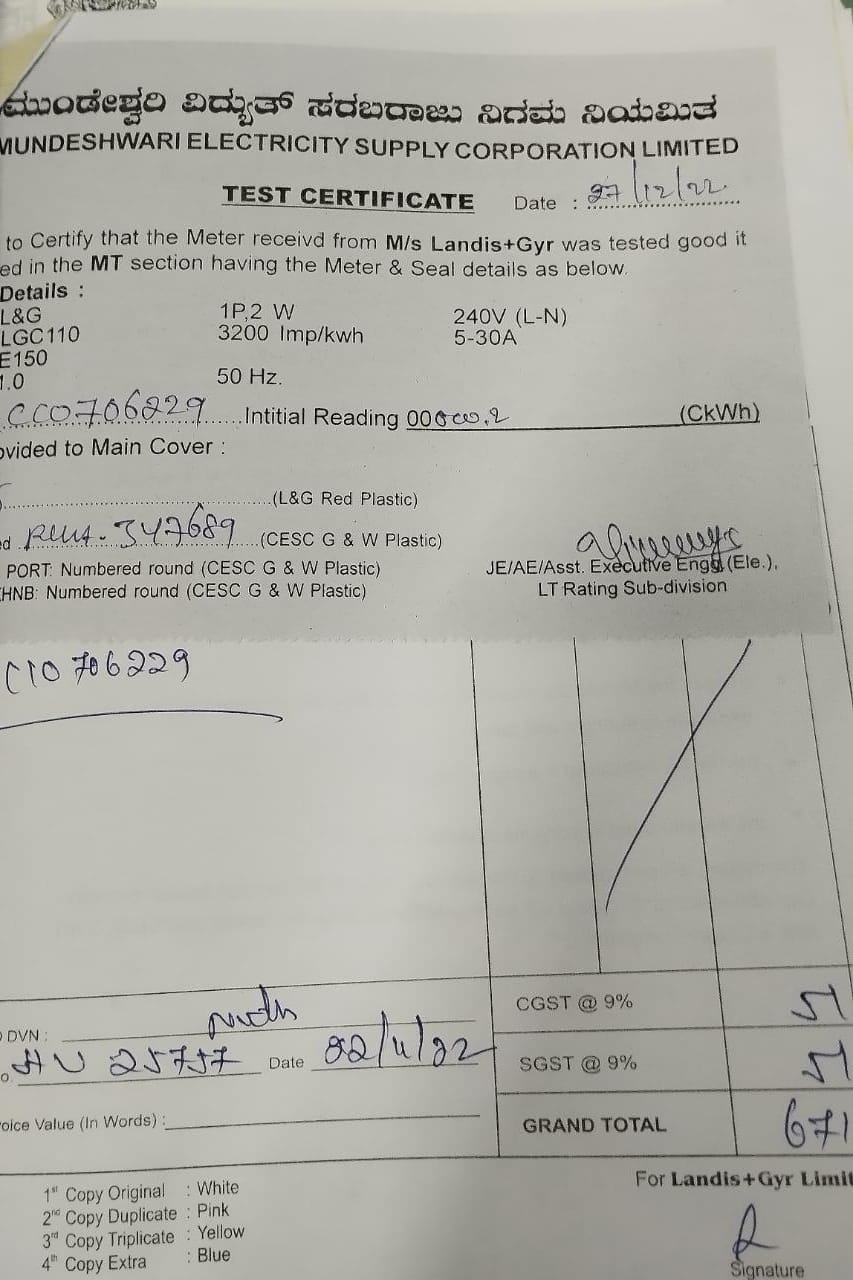 ಮುಂಡೇಶ್ವರಿ ವಿದ್ಯುತ್ ಸರಬರಾಜು ನಿಗಮ ನಿಯಮಿತ
MUNDESHWARI ELECTRICITY SUPPLY CORPORATION LIMITED
TEST CERTIFICATE Date : 27/12/22.
to Certify that the Meter receivd from M/s Landis+Gyr was tested good it
ed in the MT section having the Meter & Seal details as below.
Details :
L&G 1P,2 W 240V (L-N)
LGC110 3200 Imp/kwh 5-30A
E150
1.0 50 Hz.
CC0706229 Intitial Reading 00000.2 (CkWh)
ovided to Main Cover :
(L&G Red Plastic)
ed 347689 (CESC G & W Plastic)
PORT: Numbered round (CESC G & W Plastic) JE/AE/Asst. Executive Engg.(Ele.),
HNB: Numbered round (CESC G & W Plastic) LT Rating Sub-division
C10706229
CGST @ 9% 51
DVN :
o. 25757 Date 22/11/22 SGST @ 9% 51
oice Value (In Words) : GRAND TOTAL 671
For Landis+Gyr Limit
1st Copy Original : White
2nd Copy Duplicate : Pink
3rd Copy Triplicate : Yellow
4th Copy Extra : Blue
Signature